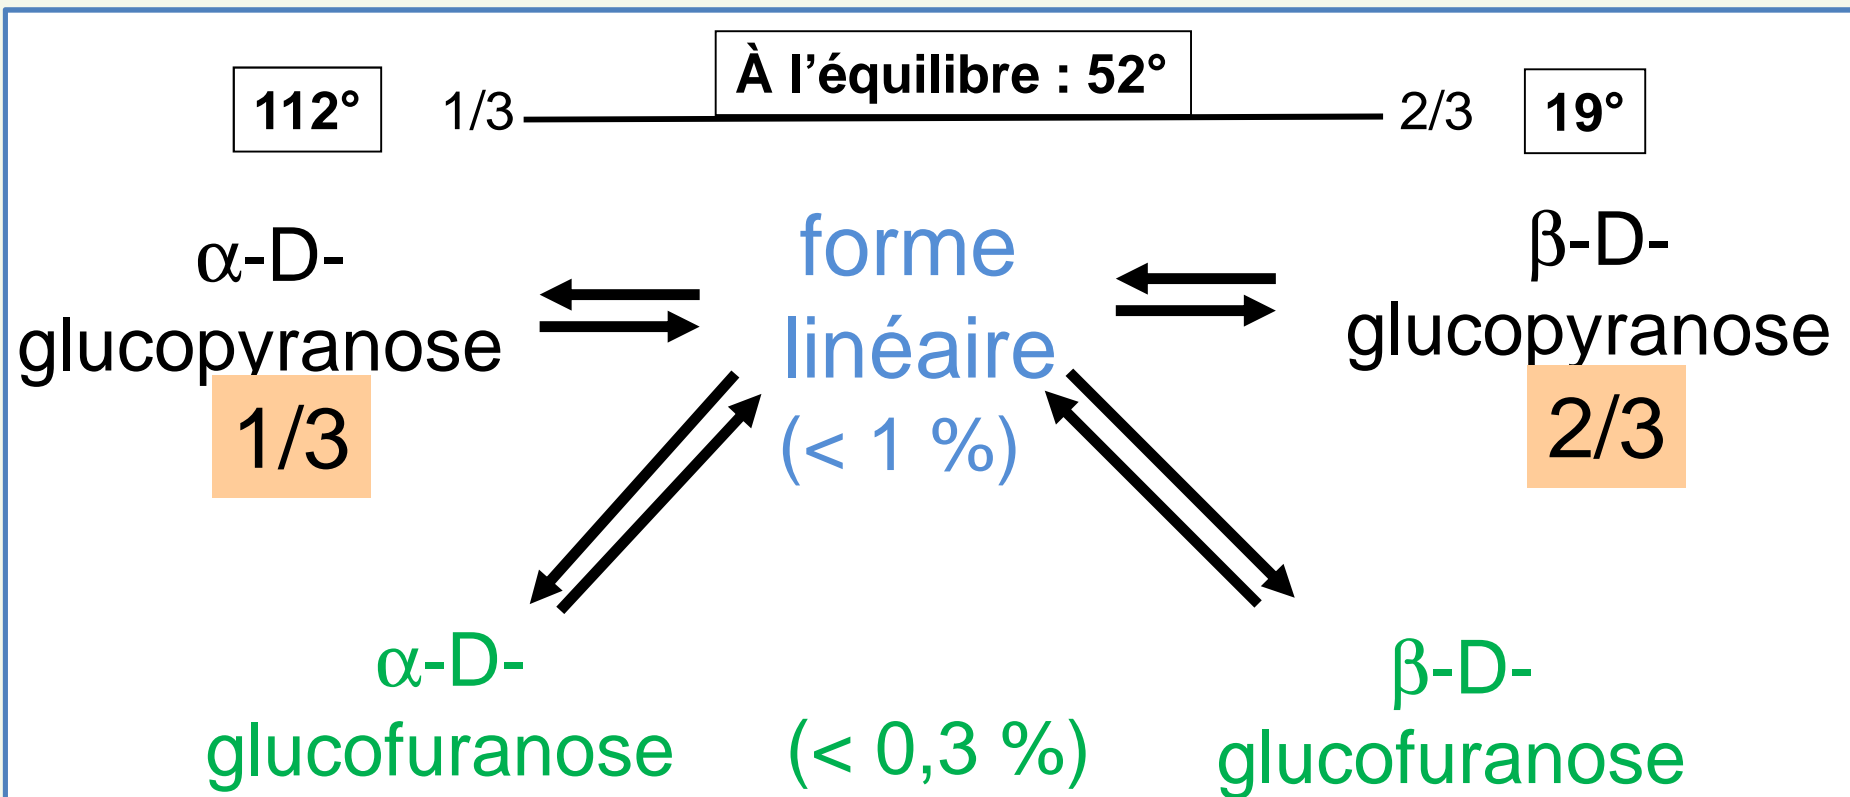 À l’équilibre : 52°
112° 1/3 2/3 19°
α-D-
glucopyranose
1/3
forme
linéaire
(< 1 %)
β-D-
glucopyranose
2/3
α-D-
glucofuranose
(< 0,3 %)
β-D-
glucofuranose